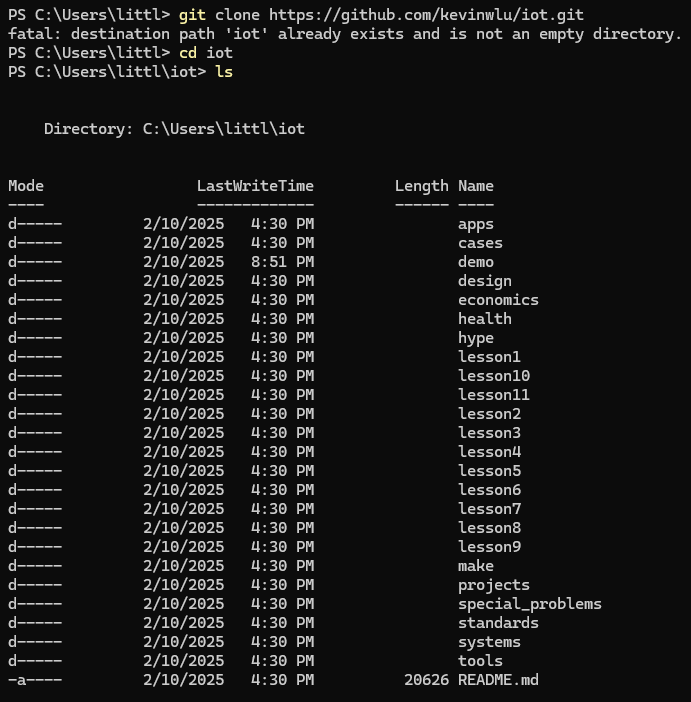 PS C:\Users\littl> git clone https://github.com/kevinwlu/iot.git
fatal: destination path 'iot' already exists and is not an empty directory.
PS C:\Users\littl> cd iot
PS C:\Users\littl\iot> ls
Directory: C:\Users\littl\iot
Mode LastWriteTime Length Name
---- ------------- ------ ----
d----- 2/10/2025 4:30 PM apps
d----- 2/10/2025 4:30 PM cases
d----- 2/10/2025 8:51 PM demo
d----- 2/10/2025 4:30 PM design
d----- 2/10/2025 4:30 PM economics
d----- 2/10/2025 4:30 PM health
d----- 2/10/2025 4:30 PM hype
d----- 2/10/2025 4:30 PM lesson1
d----- 2/10/2025 4:30 PM lesson10
d----- 2/10/2025 4:30 PM lesson11
d----- 2/10/2025 4:30 PM lesson2
d----- 2/10/2025 4:30 PM lesson3
d----- 2/10/2025 4:30 PM lesson4
d----- 2/10/2025 4:30 PM lesson5
d----- 2/10/2025 4:30 PM lesson6
d----- 2/10/2025 4:30 PM lesson7
d----- 2/10/2025 4:30 PM lesson8
d----- 2/10/2025 4:30 PM lesson9
d----- 2/10/2025 4:30 PM make
d----- 2/10/2025 4:30 PM projects
d----- 2/10/2025 4:30 PM special_problems
d----- 2/10/2025 4:30 PM standards
d----- 2/10/2025 4:30 PM systems
d----- 2/10/2025 4:30 PM tools
-a---- 2/10/2025 4:30 PM 20626 README.md